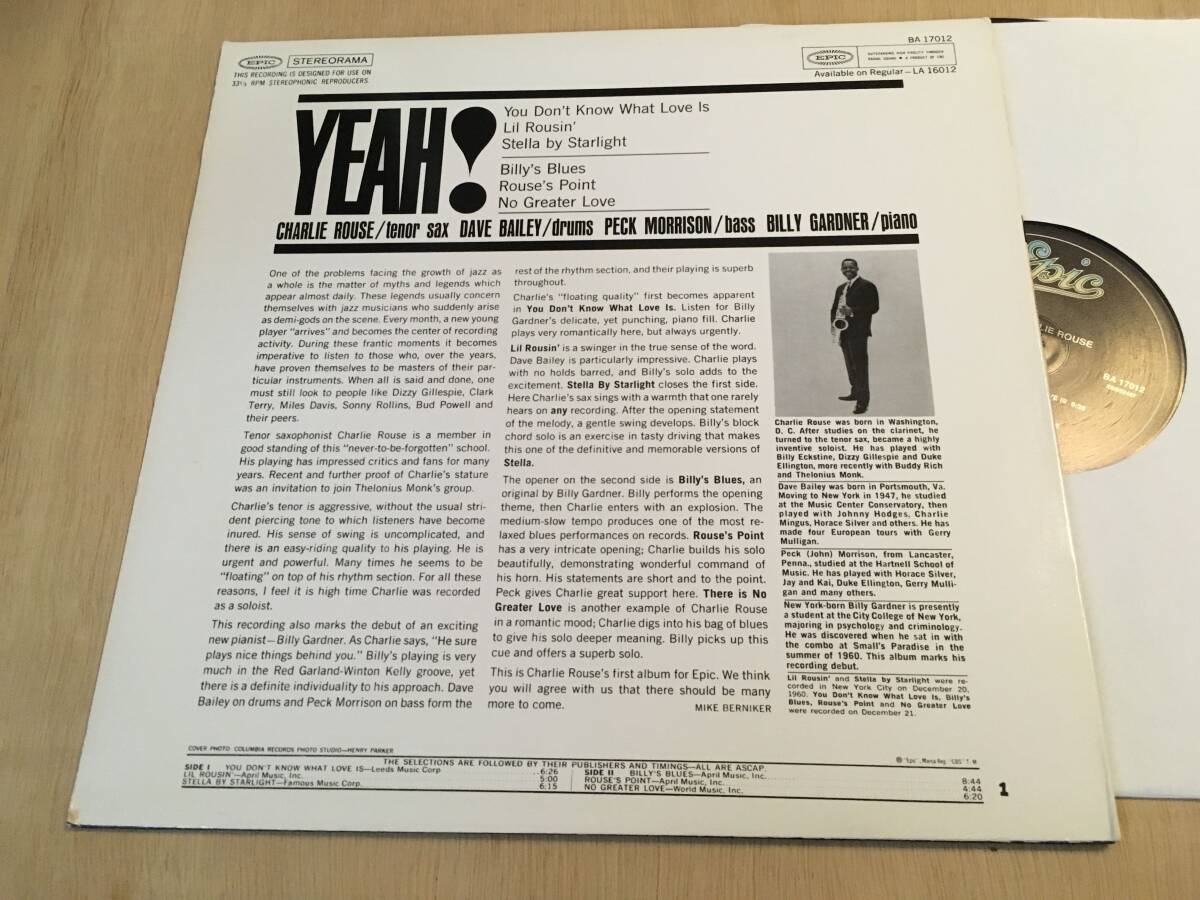 BA 17012
EPIC STEREORAMA
THIS RECORDING IS DESIGNED FOR USE ON
33⅓ RPM STEREOPHONIC REPRODUCERS.
EPIC
Available on Regular—LA 16012
YEAH!
You Don't Know What Love Is
Lil Rousin'
Stella by Starlight
Billy's Blues
Rouse's Point
No Greater Love
CHARLIE ROUSE/tenor sax DAVE BAILEY/drums PECK MORRISON/bass BILLY GARDNER/piano
One of the problems facing the growth of jazz as
a whole is the matter of myths and legends which
appear almost daily. These legends usually concern
themselves with jazz musicians who suddenly arise
as demi-gods on the scene. Every month, a new young
player "arrives" and becomes the center of recording
activity. During these frantic moments it becomes
imperative to listen to those who, over the years,
have proven themselves to be masters of their par-
ticular instruments. When all is said and done, one
must still look to people like Dizzy Gillespie, Clark
Terry, Miles Davis, Sonny Rollins, Bud Powell and
their peers.
Tenor saxophonist Charlie Rouse is a member in
good standing of this "never-to-be-forgotten" school.
His playing has impressed critics and fans for many
years. Recent and further proof of Charlie's stature
was an invitation to join Thelonius Monk's group.
Charlie's tenor is aggressive, without the usual stri-
dent piercing tone to which listeners have become
inured. His sense of swing is uncomplicated, and
there is an easy-riding quality to his playing. He is
urgent and powerful. Many times he seems to be
"floating" on top of his rhythm section. For all these
reasons, I feel it is high time Charlie was recorded
as a soloist.
This recording also marks the debut of an exciting
new pianist—Billy Gardner. As Charlie says, "He sure
plays nice things behind you." Billy's playing is very
much in the Red Garland-Winton Kelly groove, yet
there is a definite individuality to his approach. Dave
Bailey on drums and Peck Morrison on bass form the
rest of the rhythm section, and their playing is superb
throughout.
Charlie's "floating quality" first becomes apparent
in You Don't Know What Love Is. Listen for Billy
Gardner's delicate, yet punching, piano fill. Charlie
plays very romantically here, but always urgently.
Lil Rousin' is a swinger in the true sense of the word.
Dave Bailey is particularly impressive. Charlie plays
with no holds barred, and Billy's solo adds to the
excitement. Stella By Starlight closes the first side.
Here Charlie's sax sings with a warmth that one rarely
hears on any recording. After the opening statement
of the melody, a gentle swing develops. Billy's block
chord solo is an exercise in tasty driving that makes
this one of the definitive and memorable versions of
Stella.
The opener on the second side is Billy's Blues, an
original by Billy Gardner. Billy performs the opening
theme, then Charlie enters with an explosion. The
medium-slow tempo produces one of the most re-
laxed blues performances on records. Rouse's Point
has a very intricate opening; Charlie builds his solo
beautifully, demonstrating wonderful command of
his horn. His statements are short and to the point.
Peck gives Charlie great support here. There is No
Greater Love is another example of Charlie Rouse
in a romantic mood; Charlie digs into his bag of blues
to give his solo deeper meaning. Billy picks up this
cue and offers a superb solo.
This is Charlie Rouse's first album for Epic. We think
you will agree with us that there should be many
more to come.
MIKE BERNIKER
Charlie Rouse was born in Washington,
D. C. After studies on the clarinet, he
turned to the tenor sax, became a highly
inventive soloist. He has played with
Billy Eckstine, Dizzy Gillespie and Duke
Ellington, more recently with Buddy Rich
and Thelonius Monk.
Dave Bailey was born in Portsmouth, Va.
Moving to New York in 1947, he studied
at the Music Center Conservatory, then
played with Johnny Hodges, Charlie
Mingus, Horace Silver and others. He has
made four European tours with Gerry
Mulligan.
Peck (John) Morrison, from Lancaster,
Penna., studied at the Hartnell School of
Music. He has played with Horace Silver,
Jay and Kai, Duke Ellington, Gerry Mulli-
gan and many others.
New York-born Billy Gardner is presently
a student at the City College of New York,
majoring in psychology and criminology.
He was discovered when he sat in with
the combo at Small's Paradise in the
summer of 1960. This album marks his
recording debut.
Lil Rousin' and Stella by Starlight were re-
corded in New York City on December 20,
1960. You Don't Know What Love Is, Billy's
Blues, Rouse's Point and No Greater Love
were recorded on December 21.
COVER PHOTO COLUMBIA RECORDS PHOTO STUDIO—HENRY PARKER
THE SELECTIONS ARE FOLLOWED BY THEIR PUBLISHERS AND TIMINGS—ALL ARE ASCAP.
SIDE I YOU DON'T KNOW WHAT LOVE IS—Leeds Music Corp. 6:26
LIL ROUSIN'—April Music, Inc. 5:00
STELLA BY STARLIGHT—Famous Music Corp. 6:15
SIDE II BILLY'S BLUES—April Music, Inc. 8:44
ROUSE'S POINT—April Music, Inc. 4:44
NO GREATER LOVE—World Music, Inc. 6:20
1
Epic
LIE ROUSE
BA 17012